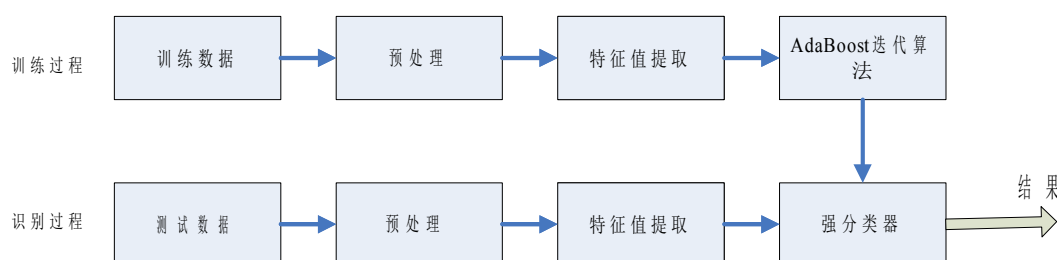 训练过程
训练数据
预处理
特征值提取
AdaBoost迭代算
法
识别过程
测试数据
预处理
特征值提取
强分类器
结果